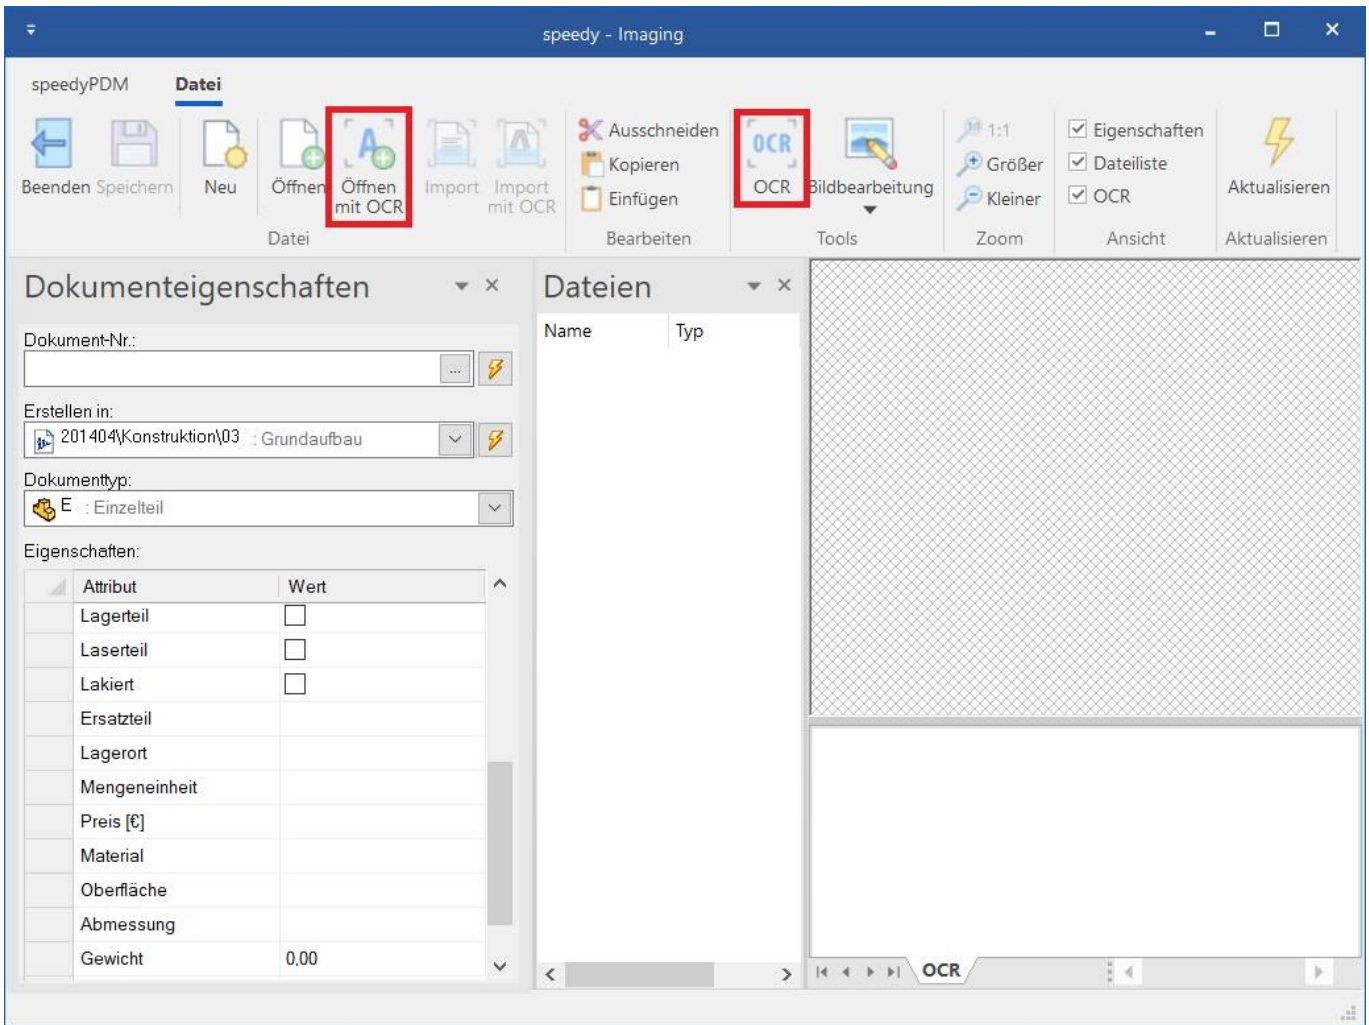 speedy - Imaging
speedyPDM Datei
Beenden Speichern Neu Öffnen Öffnen mit OCR Import Import mit OCR
Datei
Ausschneiden
Kopieren
Einfügen
Bearbeiten
OCR
OCR Bildbearbeitung
Tools
1:1
Größer
Kleiner
Zoom
Eigenschaften
Dateiliste
OCR
Ansicht
Aktualisieren
Aktualisieren
Dokumenteigenschaften
Dokument-Nr.:
...
Erstellen in:
201404\Konstruktion\03 : Grundaufbau
Dokumenttyp:
E : Einzelteil
Eigenschaften:
Attribut Wert
Lagerteil
Laserteil
Lakiert
Ersatzteil
Lagerort
Mengeneinheit
Preis [€]
Material
Oberfläche
Abmessung
Gewicht 0,00
Dateien
Name Typ
OCR